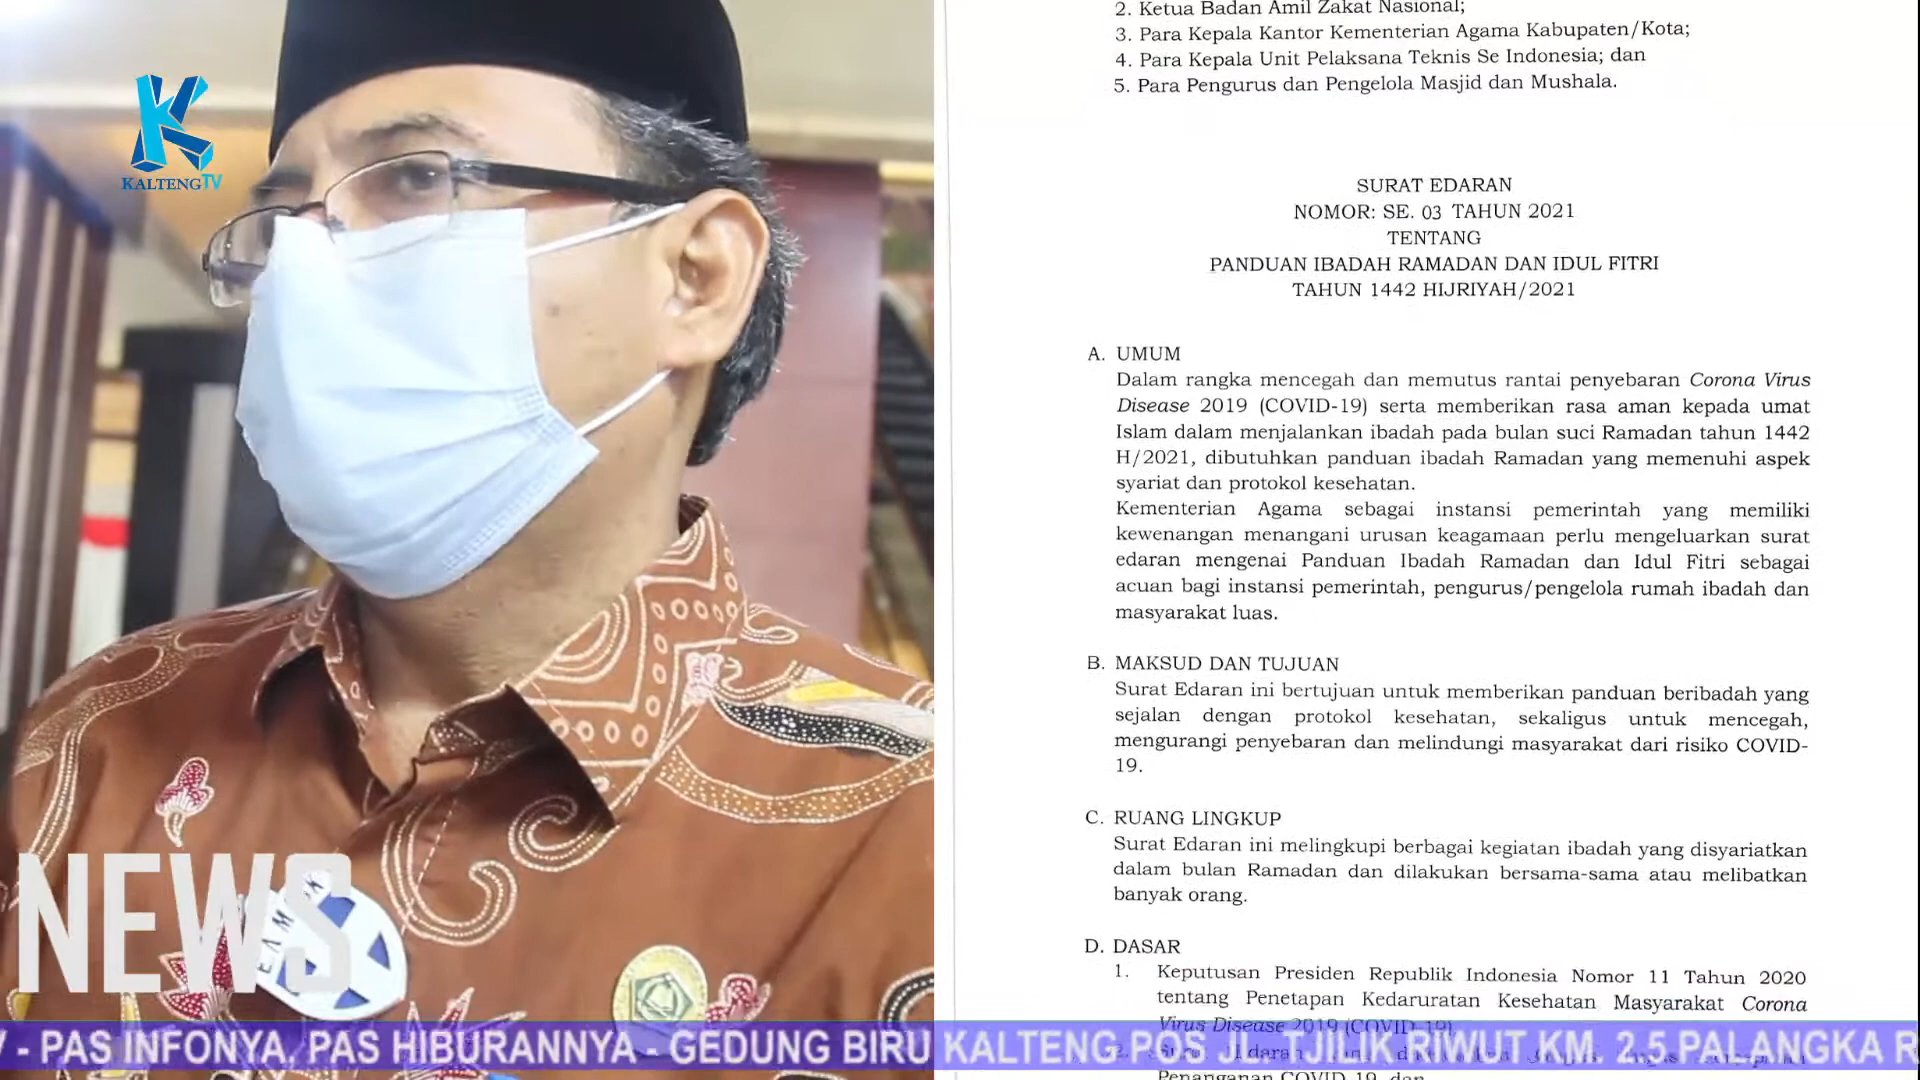 KALTENGTV
NEWS
2. Ketua Badan Amil Zakat Nasional;
3. Para Kepala Kantor Kementerian Agama Kabupaten/Kota;
4. Para Kepala Unit Pelaksana Teknis Se Indonesia; dan
5. Para Pengurus dan Pengelola Masjid dan Mushala.
SURAT EDARAN
NOMOR: SE. 03 TAHUN 2021
TENTANG
PANDUAN IBADAH RAMADAN DAN IDUL FITRI
TAHUN 1442 HIJRIYAH/2021
A. UMUM
Dalam rangka mencegah dan memutus rantai penyebaran Corona Virus
Disease 2019 (COVID-19) serta memberikan rasa aman kepada umat
Islam dalam menjalankan ibadah pada bulan suci Ramadan tahun 1442
H/2021, dibutuhkan panduan ibadah Ramadan yang memenuhi aspek
syariat dan protokol kesehatan.
Kementerian Agama sebagai instansi pemerintah yang memiliki
kewenangan menangani urusan keagamaan perlu mengeluarkan surat
edaran mengenai Panduan Ibadah Ramadan dan Idul Fitri sebagai
acuan bagi instansi pemerintah, pengurus/pengelola rumah ibadah dan
masyarakat luas.
B. MAKSUD DAN TUJUAN
Surat Edaran ini bertujuan untuk memberikan panduan beribadah yang
sejalan dengan protokol kesehatan, sekaligus untuk mencegah,
mengurangi penyebaran dan melindungi masyarakat dari risiko COVID-
19.
C. RUANG LINGKUP
Surat Edaran ini melingkupi berbagai kegiatan ibadah yang disyariatkan
dalam bulan Ramadan dan dilakukan bersama-sama atau melibatkan
banyak orang.
D. DASAR
1. Keputusan Presiden Republik Indonesia Nomor 11 Tahun 2020
tentang Penetapan Kedaruratan Kesehatan Masyarakat Corona
Virus Disease 2019 (COVID-19)
Penanganan COVID-19, dan
V - PAS INFONYA, PAS HIBURANNYA - GEDUNG BIRU KALTENG POS JL. TJILIK RIWUT KM. 2,5 PALANGKA R